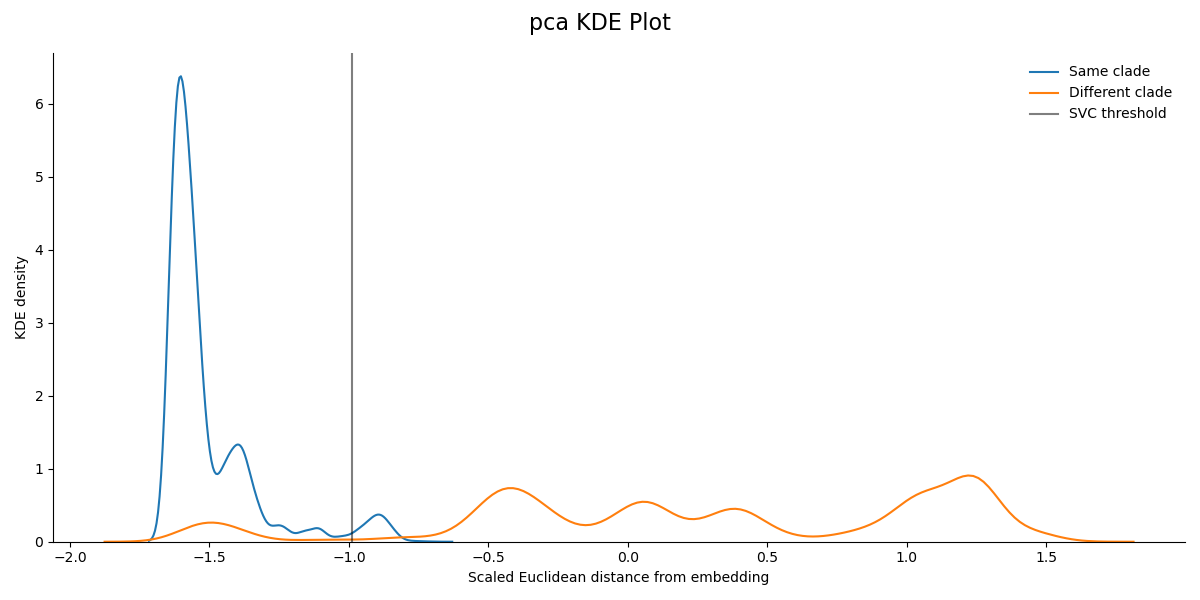 pca KDE Plot
Same clade
Different clade
SVC threshold
KDE density
6
5
4
3
2
1
0
−2.0 −1.5 −1.0 −0.5 0.0 0.5 1.0 1.5
Scaled Euclidean distance from embedding